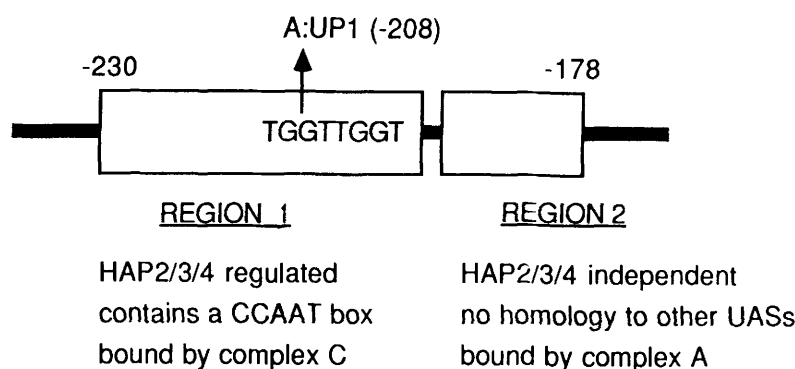 A:UP1 (-208)
-230
-178
TGGTTGGT
REGION 1
REGION 2
HAP2/3/4 regulated
contains a CCAAT box
bound by complex C
HAP2/3/4 independent
no homology to other UASs
bound by complex A